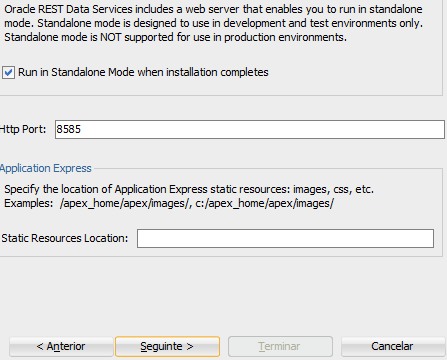 Oracle REST Data Services includes a web server that enables you to run in standalone
mode. Standalone mode is designed to use in development and test environments only.
Standalone mode is NOT supported for use in production environments.
Run in Standalone Mode when installation completes
Http Port: 8585
Application Express
Specify the location of Application Express static resources: images, css, etc.
Examples: /apex_home/apex/images/, c:/apex_home/apex/images/
Static Resources Location:
< Anterior Seguinte > Terminar Cancelar